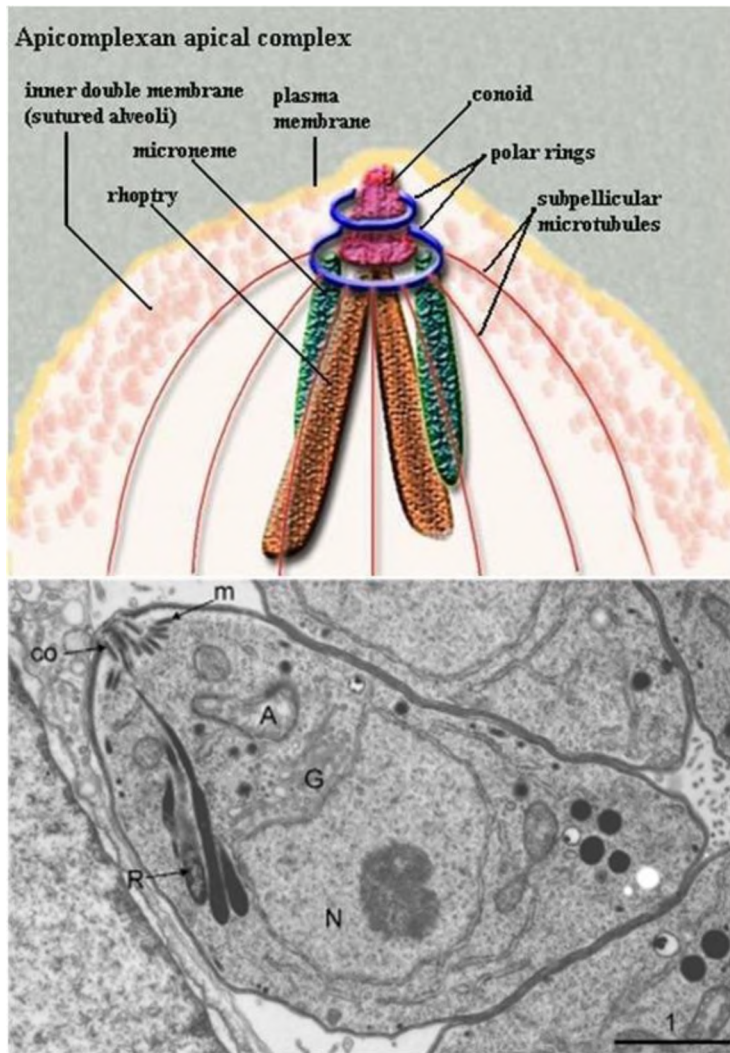 Apicomplexan apical complex
inner double membrane
(sutured alveoli)
plasma
membrane
conoid
microneme
polar rings
rhoptry
subpellicular
microtubules
m
co
A
G
R
N
1